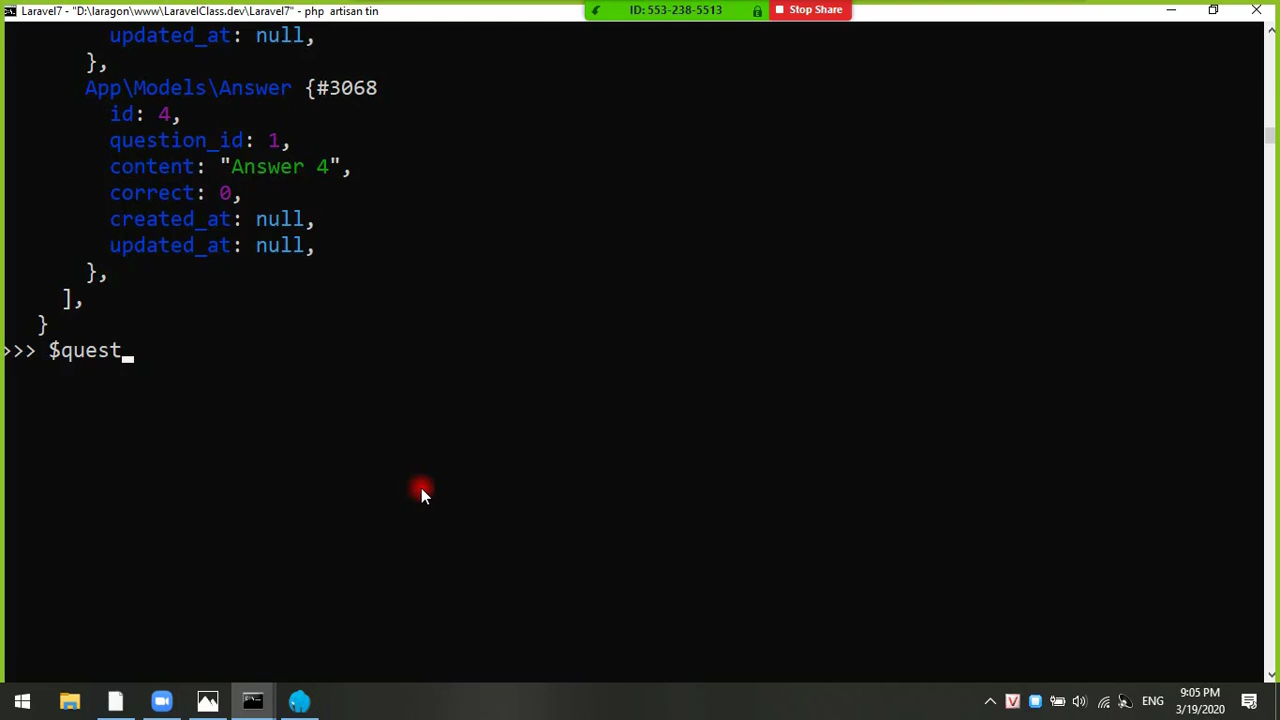 Laravel7 - "D:\laragon\www\LaravelClass.dev\Laravel7" - php artisan tin
ID: 553-238-5513
Stop Share
updated_at: null,
},
App\Models\Answer {#3068
id: 4,
question_id: 1,
content: "Answer 4",
correct: 0,
created_at: null,
updated_at: null,
},
],
}
>>> $quest_
ENG
9:05 PM
3/19/2020